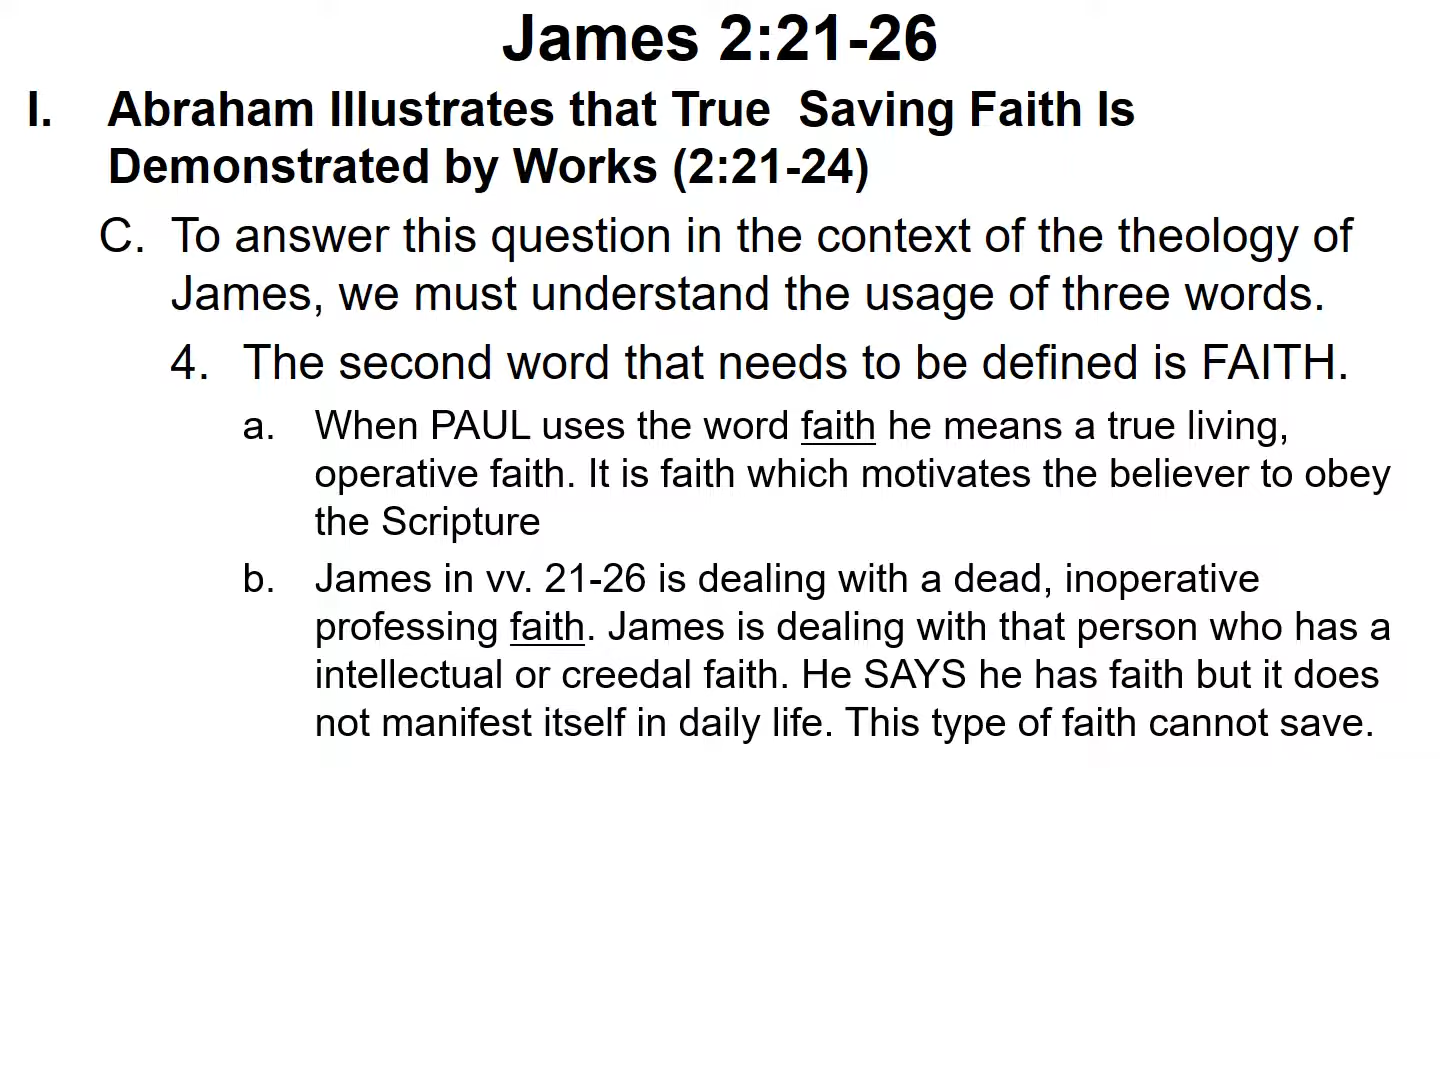 James 2:21-26
I. Abraham Illustrates that True  Saving Faith Is
Demonstrated by Works (2:21-24)
C. To answer this question in the context of the theology of
James, we must understand the usage of three words.
4. The second word that needs to be defined is FAITH.
a. When PAUL uses the word faith he means a true living,
operative faith. It is faith which motivates the believer to obey
the Scripture
b. James in vv. 21-26 is dealing with a dead, inoperative
professing faith. James is dealing with that person who has a
intellectual or creedal faith. He SAYS he has faith but it does
not manifest itself in daily life. This type of faith cannot save.